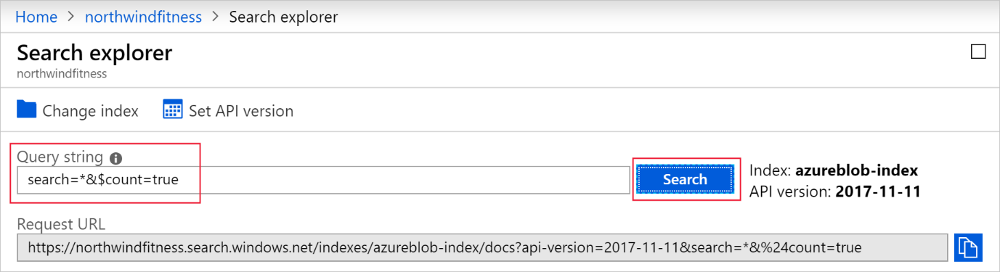 Home > northwindfitness > Search explorer
Search explorer
northwindfitness
Change index Set API version
Query string
search=*&$count=true Search Index: azureblob-index
API version: 2017-11-11
Request URL
https://northwindfitness.search.windows.net/indexes/azureblob-index/docs?api-version=2017-11-11&search=*&%24count=true